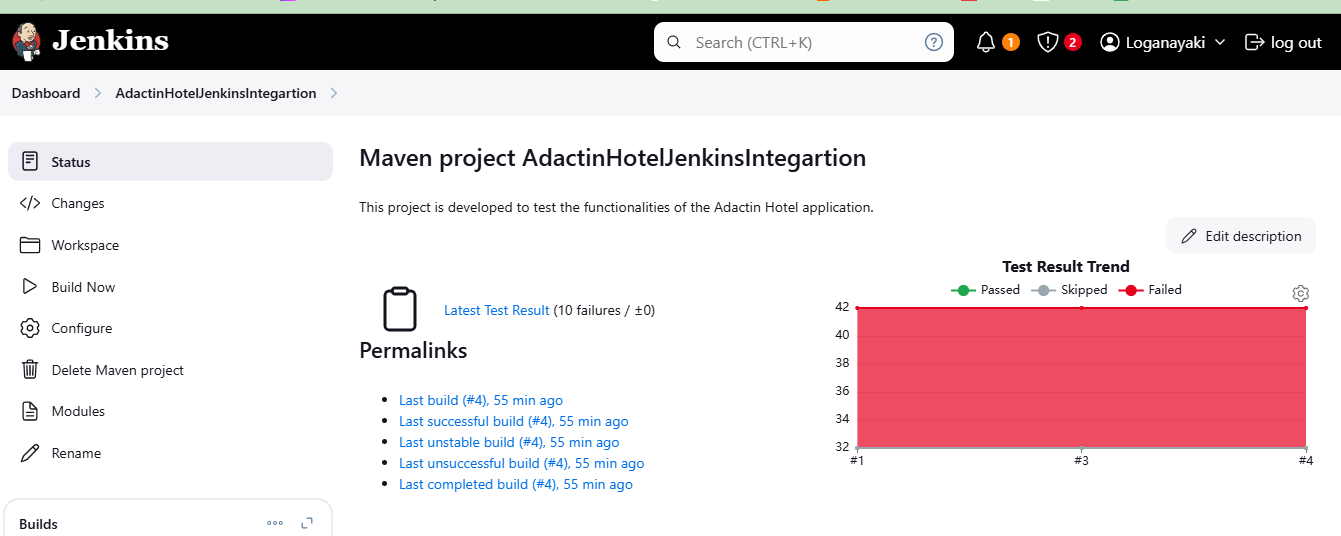 Jenkins
Search (CTRL+K)
?
1
2
Loganayaki
log out
Dashboard
AdactinHotelJenkinsIntegartion
Status
Changes
Workspace
Build Now
Configure
Delete Maven project
Modules
Rename
Builds
Maven project AdactinHotelJenkinsIntegartion
This project is developed to test the functionalities of the Adactin Hotel application.
Edit description
Latest Test Result (10 failures / ±0)
Permalinks
Last build (#4), 55 min ago
Last successful build (#4), 55 min ago
Last unstable build (#4), 55 min ago
Last unsuccessful build (#4), 55 min ago
Last completed build (#4), 55 min ago
Test Result Trend
Passed Skipped Failed
42
40
38
36
34
32
#1 #3 #4